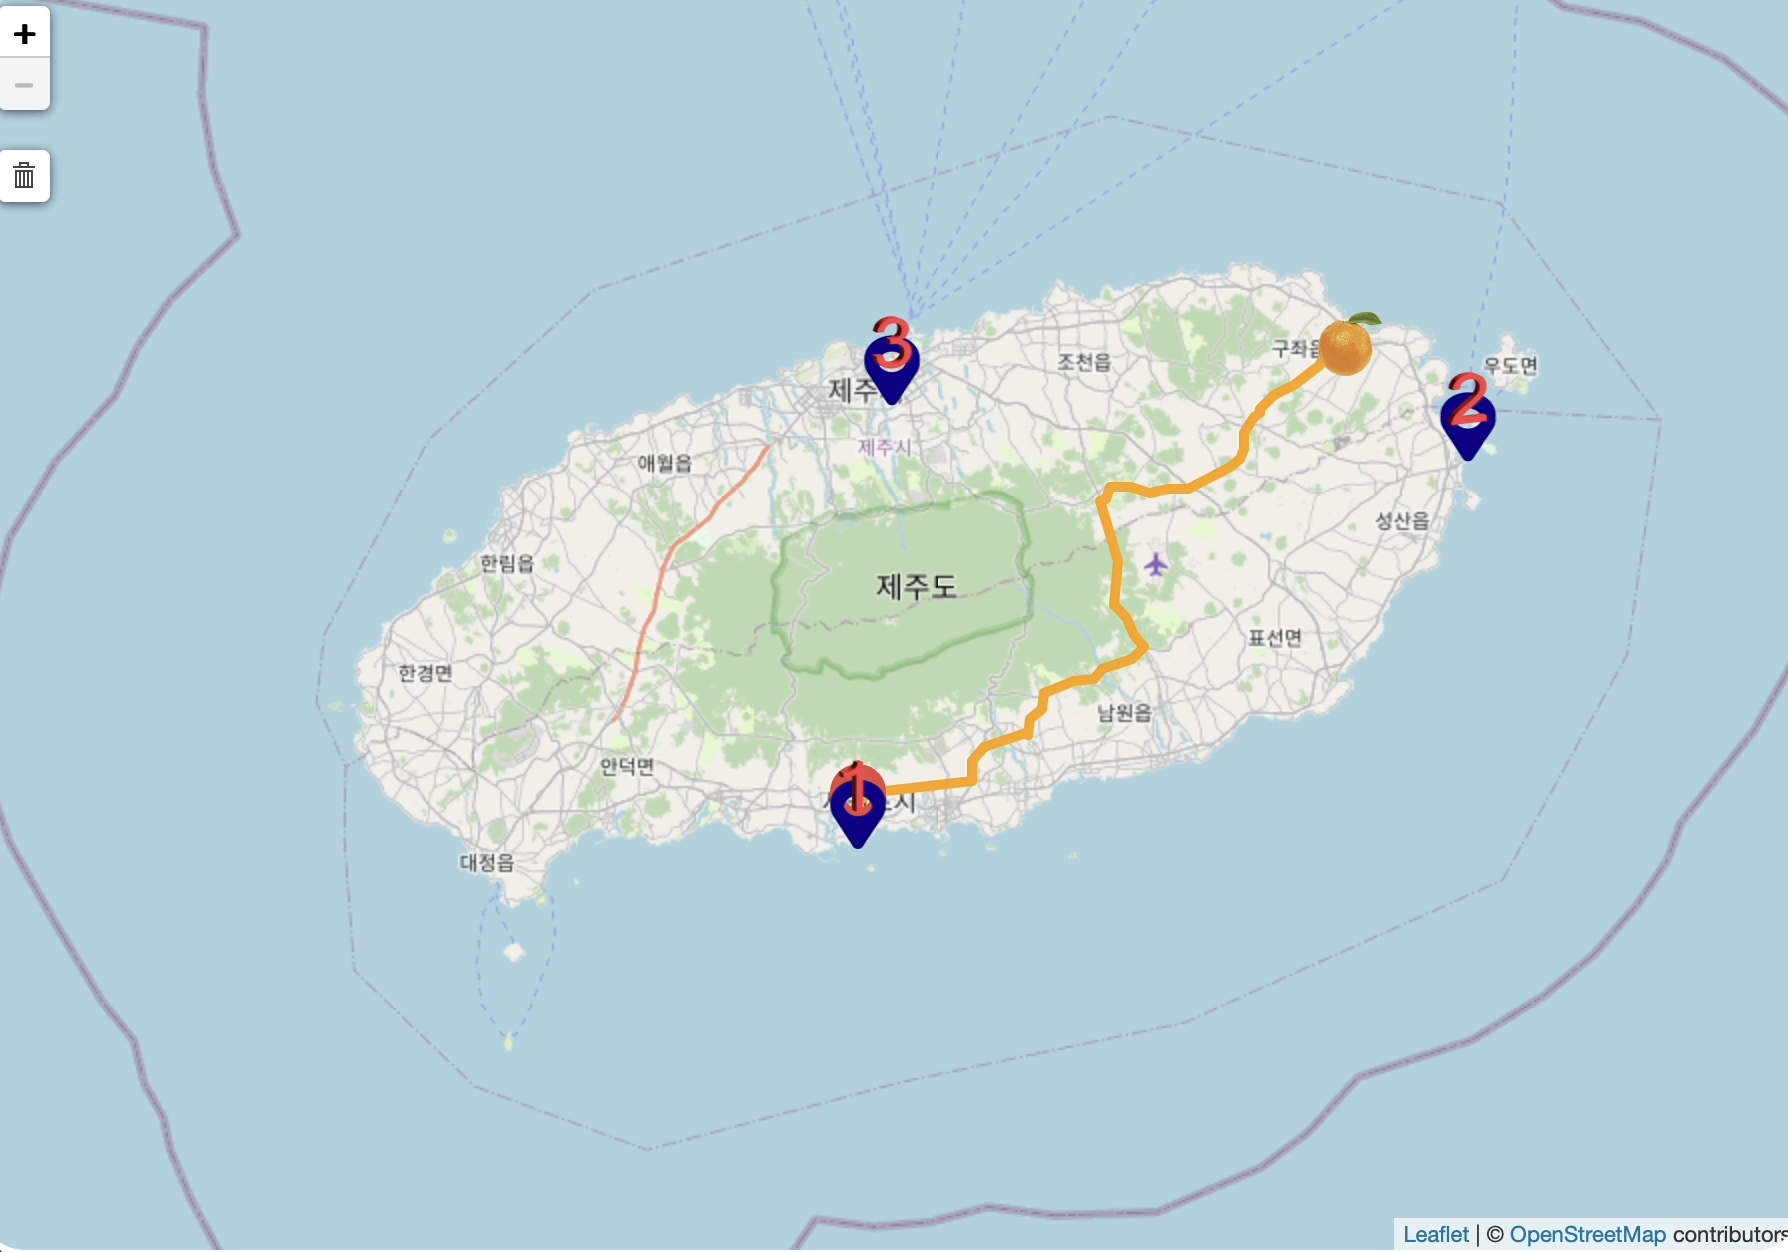 +
−
3
우도면
구좌읍
조천읍
2
제주
제주시
애월읍
성산읍
한림읍
제주도
표선면
한경면
남원읍
안덕면
1
시
대정읍
Leaflet | © OpenStreetMap contributors